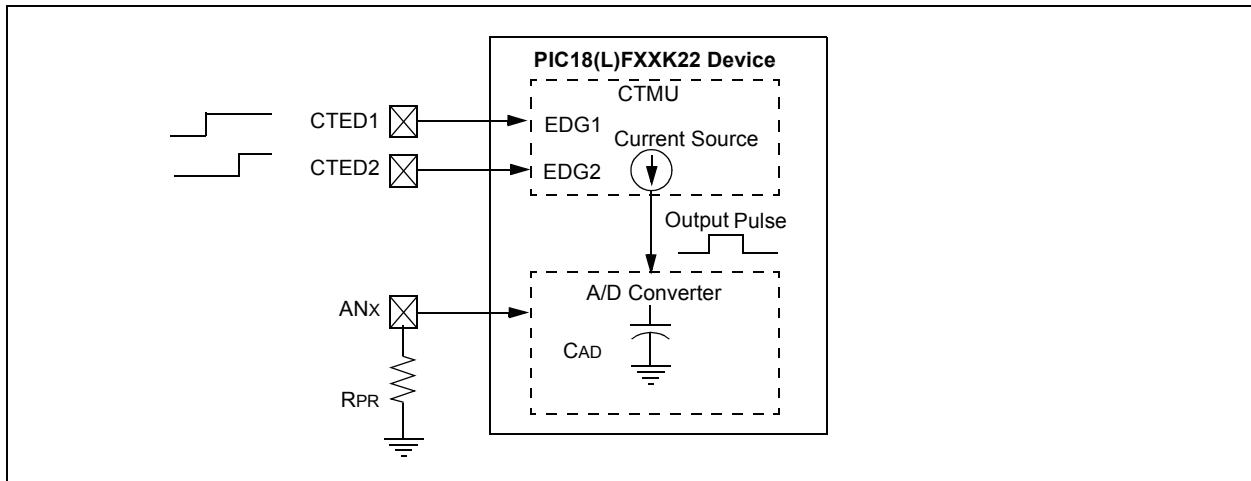 PIC18(L)FXXK22 Device
CTMU
CTED1
EDG1
Current Source
CTED2
EDG2
Output Pulse
A/D Converter
ANX
CAD
RPR